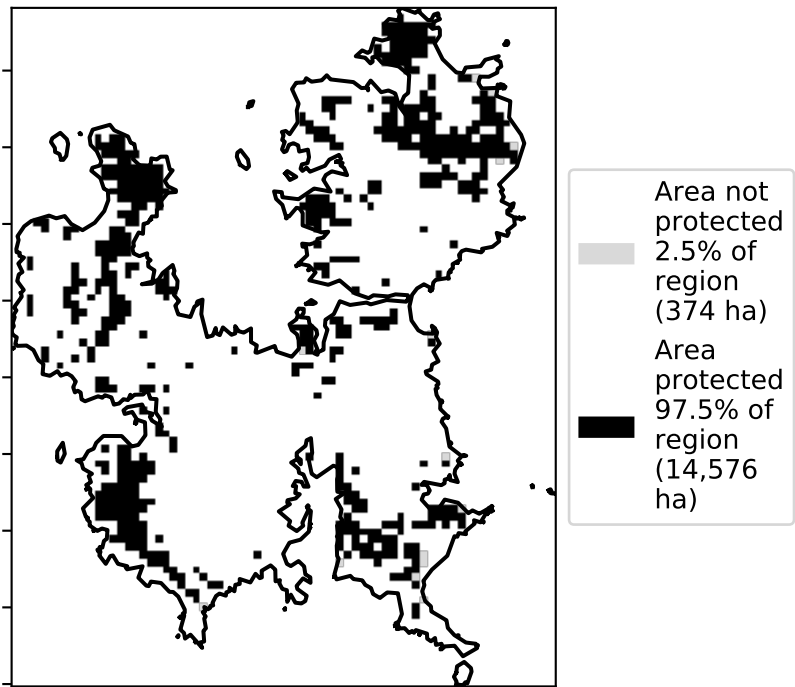 Area not
protected
2.5% of
region
(374 ha)
Area
protected
97.5% of
region
(14,576
ha)